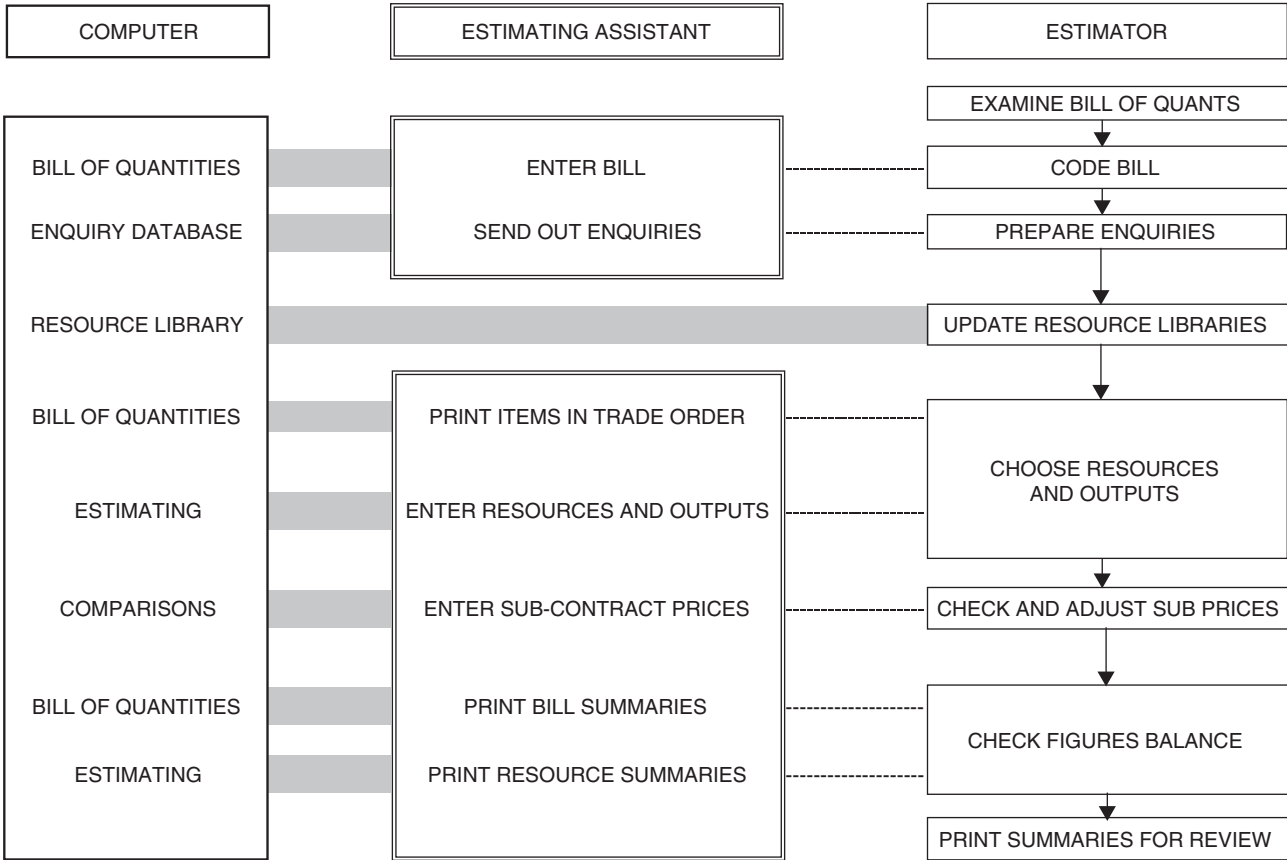 COMPUTER
ESTIMATING ASSISTANT
ESTIMATOR
EXAMINE BILL OF QUANTS
BILL OF QUANTITIES
ENTER BILL
CODE BILL
ENQUIRY DATABASE
SEND OUT ENQUIRIES
PREPARE ENQUIRIES
RESOURCE LIBRARY
UPDATE RESOURCE LIBRARIES
BILL OF QUANTITIES
PRINT ITEMS IN TRADE ORDER
CHOOSE RESOURCES
AND OUTPUTS
ESTIMATING
ENTER RESOURCES AND OUTPUTS
COMPARISONS
ENTER SUB-CONTRACT PRICES
CHECK AND ADJUST SUB PRICES
BILL OF QUANTITIES
PRINT BILL SUMMARIES
CHECK FIGURES BALANCE
ESTIMATING
PRINT RESOURCE SUMMARIES
PRINT SUMMARIES FOR REVIEW